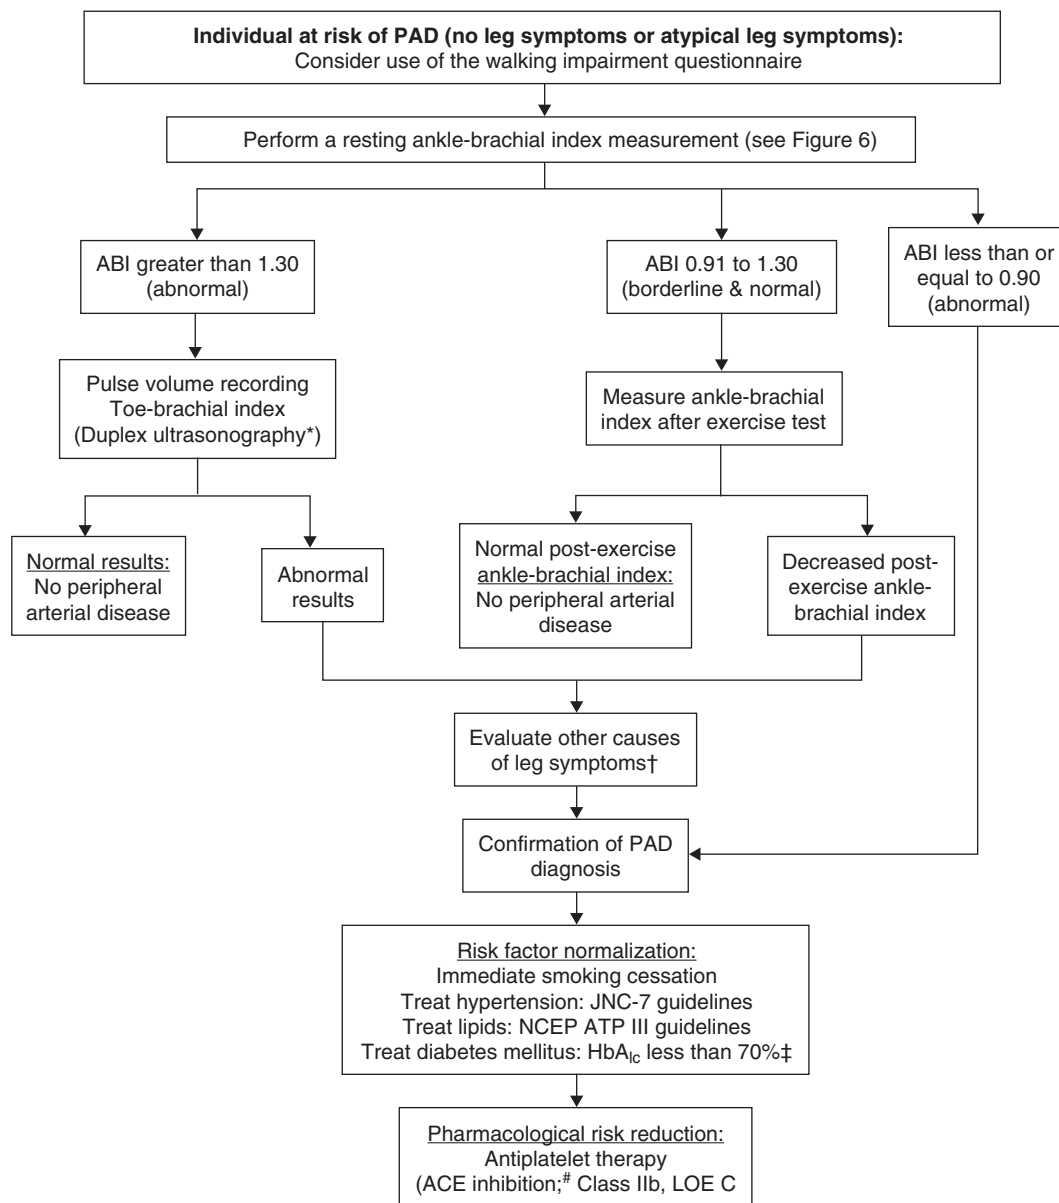 Individual at risk of PAD (no leg symptoms or atypical leg symptoms):
Consider use of the walking impairment questionnaire
Perform a resting ankle-brachial index measurement (see Figure 6)
ABI greater than 1.30
(abnormal)
ABI 0.91 to 1.30
(borderline & normal)
ABI less than or
equal to 0.90
(abnormal)
Pulse volume recording
Toe-brachial index
(Duplex ultrasonography*)
Measure ankle-brachial
index after exercise test
Normal results:
No peripheral
arterial disease
Abnormal
results
Normal post-exercise
ankle-brachial index:
No peripheral arterial
disease
Decreased post-
exercise ankle-
brachial index
Evaluate other causes
of leg symptoms†
Confirmation of PAD
diagnosis
Risk factor normalization:
Immediate smoking cessation
Treat hypertension: JNC-7 guidelines
Treat lipids: NCEP ATP III guidelines
Treat diabetes mellitus: HbAlc less than 70%‡
Pharmacological risk reduction:
Antiplatelet therapy
(ACE inhibition;# Class IIb, LOE C